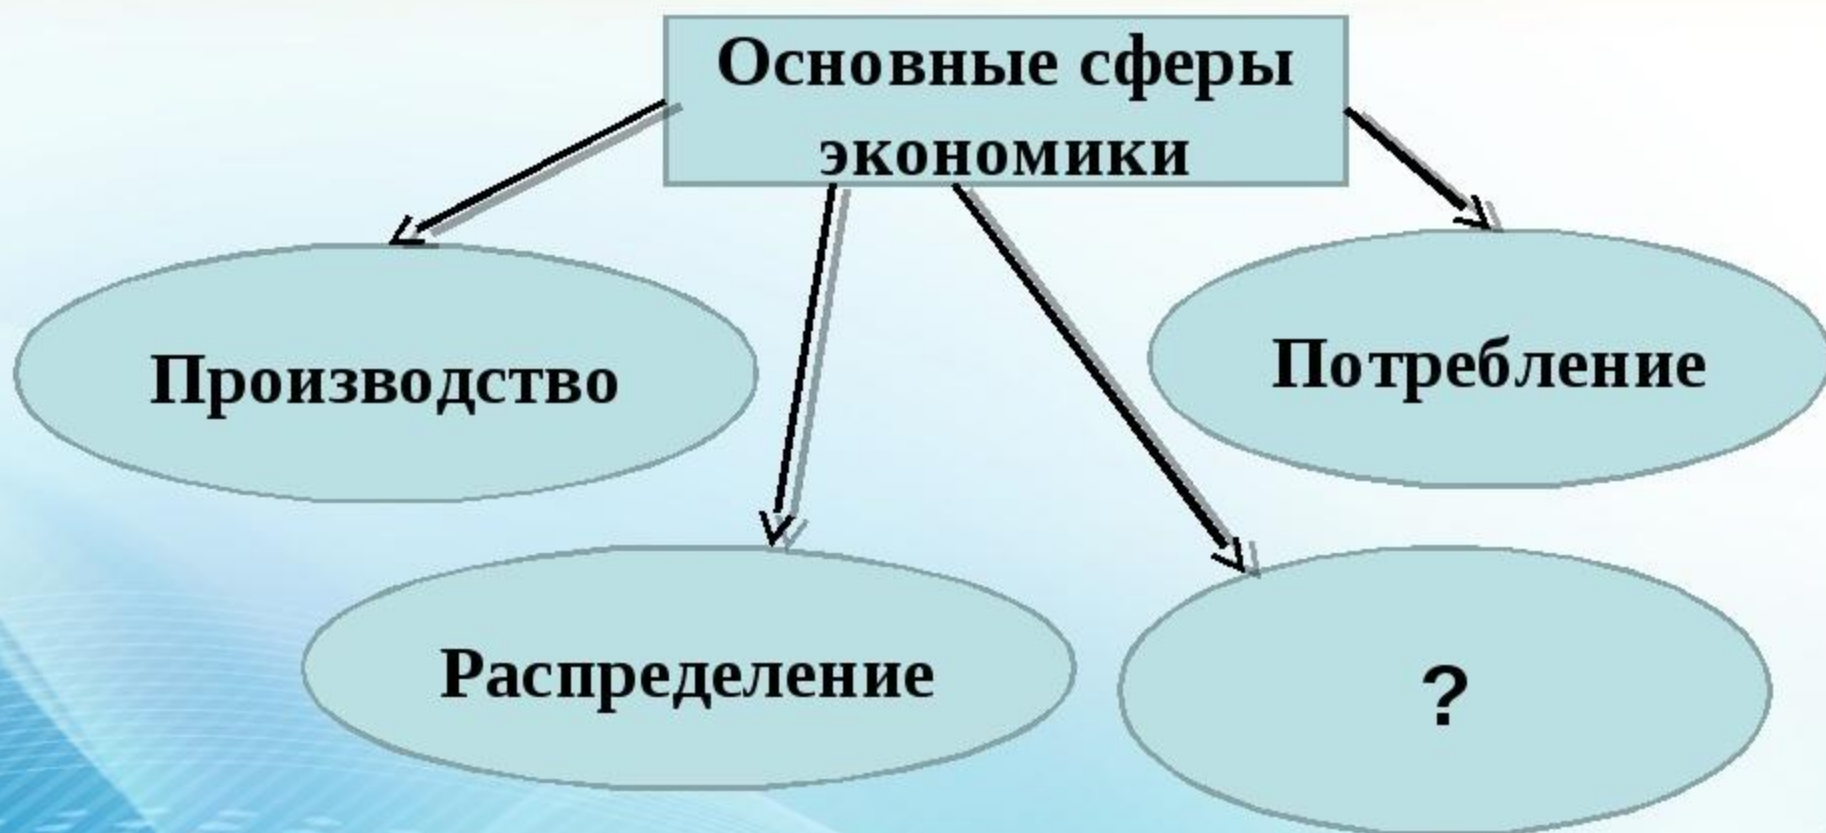 Основные сферы
экономики
Производство
Потребление
Распределение
?